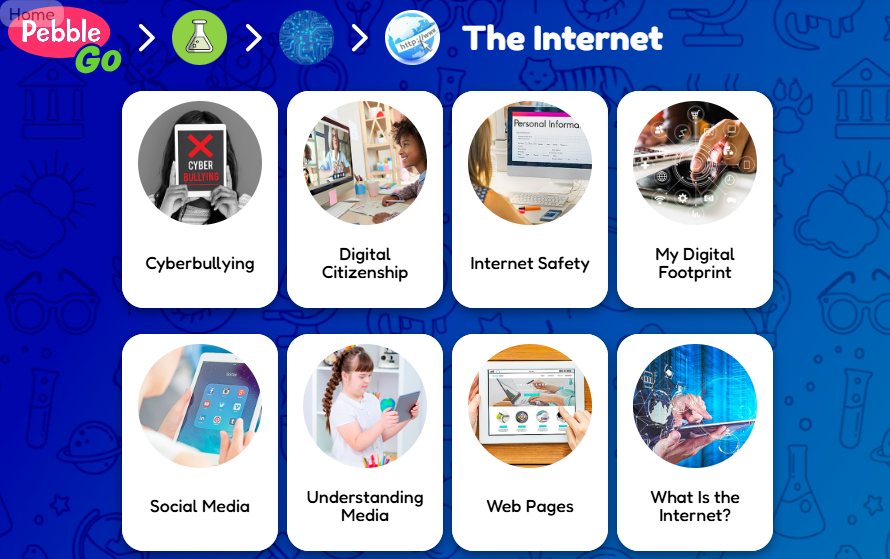 Home
Pebble
Go
http://www
The Internet
CYBER
BULLYING
Personal Informa
Cyberbullying
Digital
Citizenship
Internet Safety
My Digital
Footprint
Social Media
Understanding
Media
Web Pages
What Is the
Internet?